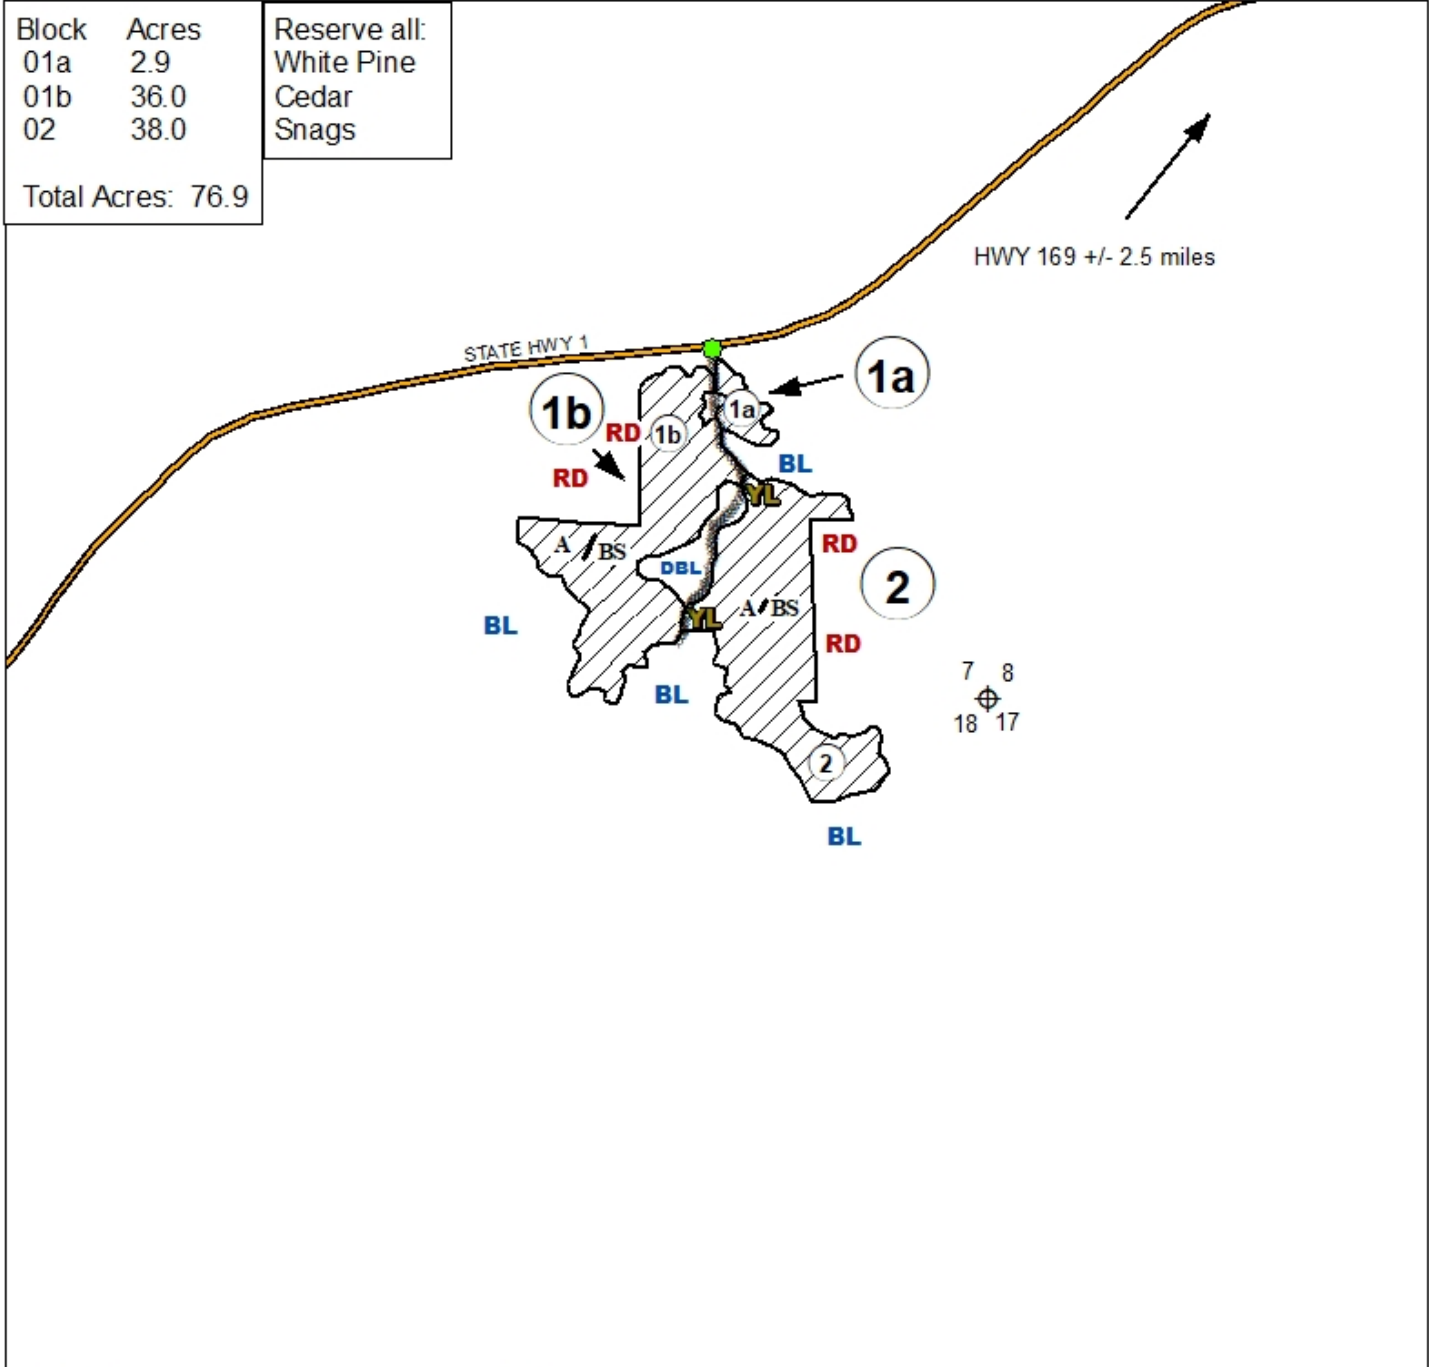 Block Acres
01a 2.9
01b 36.0
02 38.0
Total Acres: 76.9
Reserve all:
White Pine
Cedar
Snags
HWY 169 +/- 2.5 miles
STATE HWY 1
1a
1b
1a
RD
1b
BL
RD
YL
A/BS
RD
DBL
2
A/BS
YL
BL
RD
7 8
BL
18 17
2
BL